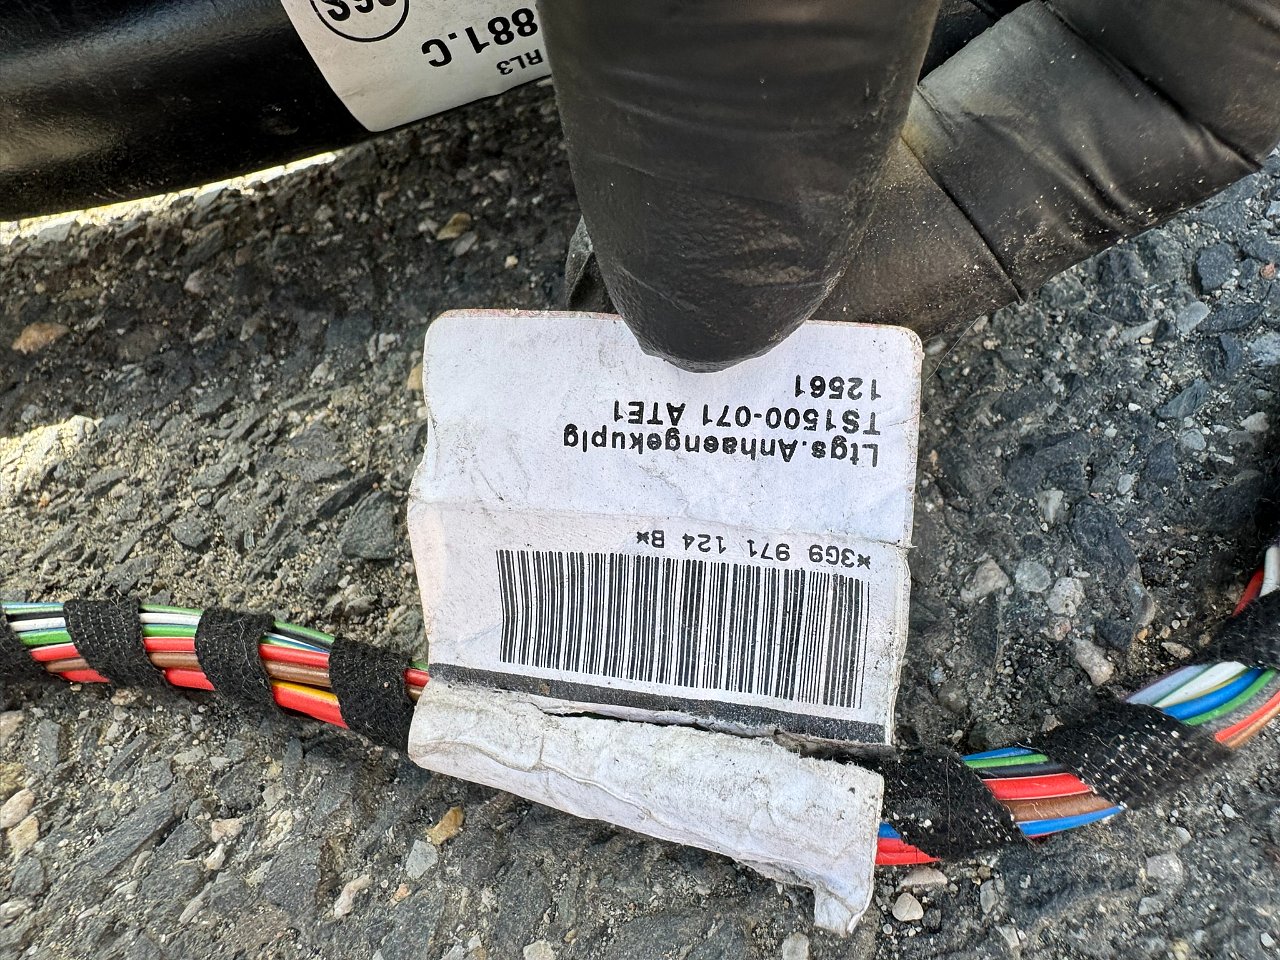 *3G9 971 124 B*
Ltgs.Anhaengekuplg
TS1500-071 ATE1
12561
RL3
881.C